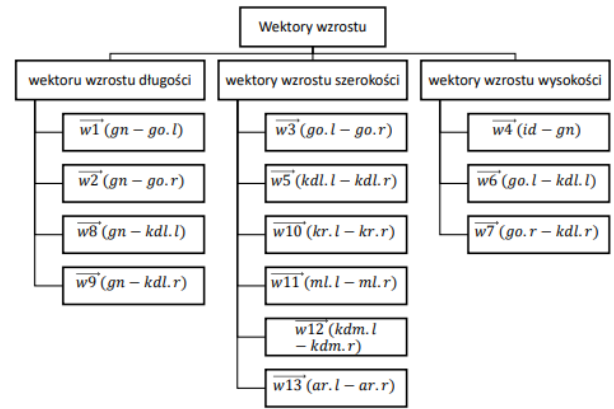 Wektory wzrostu
wektoru wzrostu długości
wektory wzrostu szerokości
wektory wzrostu wysokości
w1 (gn − go.l)
w2 (gn − go.r)
w8 (gn − kdl.l)
w9 (gn − kdl.r)
w3 (go.l − go.r)
w5 (kdl.l − kdl.r)
w10 (kr.l − kr.r)
w11 (ml.l − ml.r)
w12 (kdm.l
− kdm.r)
w13 (ar.l − ar.r)
w4 (id − gn)
w6 (go.l − kdl.l)
w7 (go.r − kdl.r)